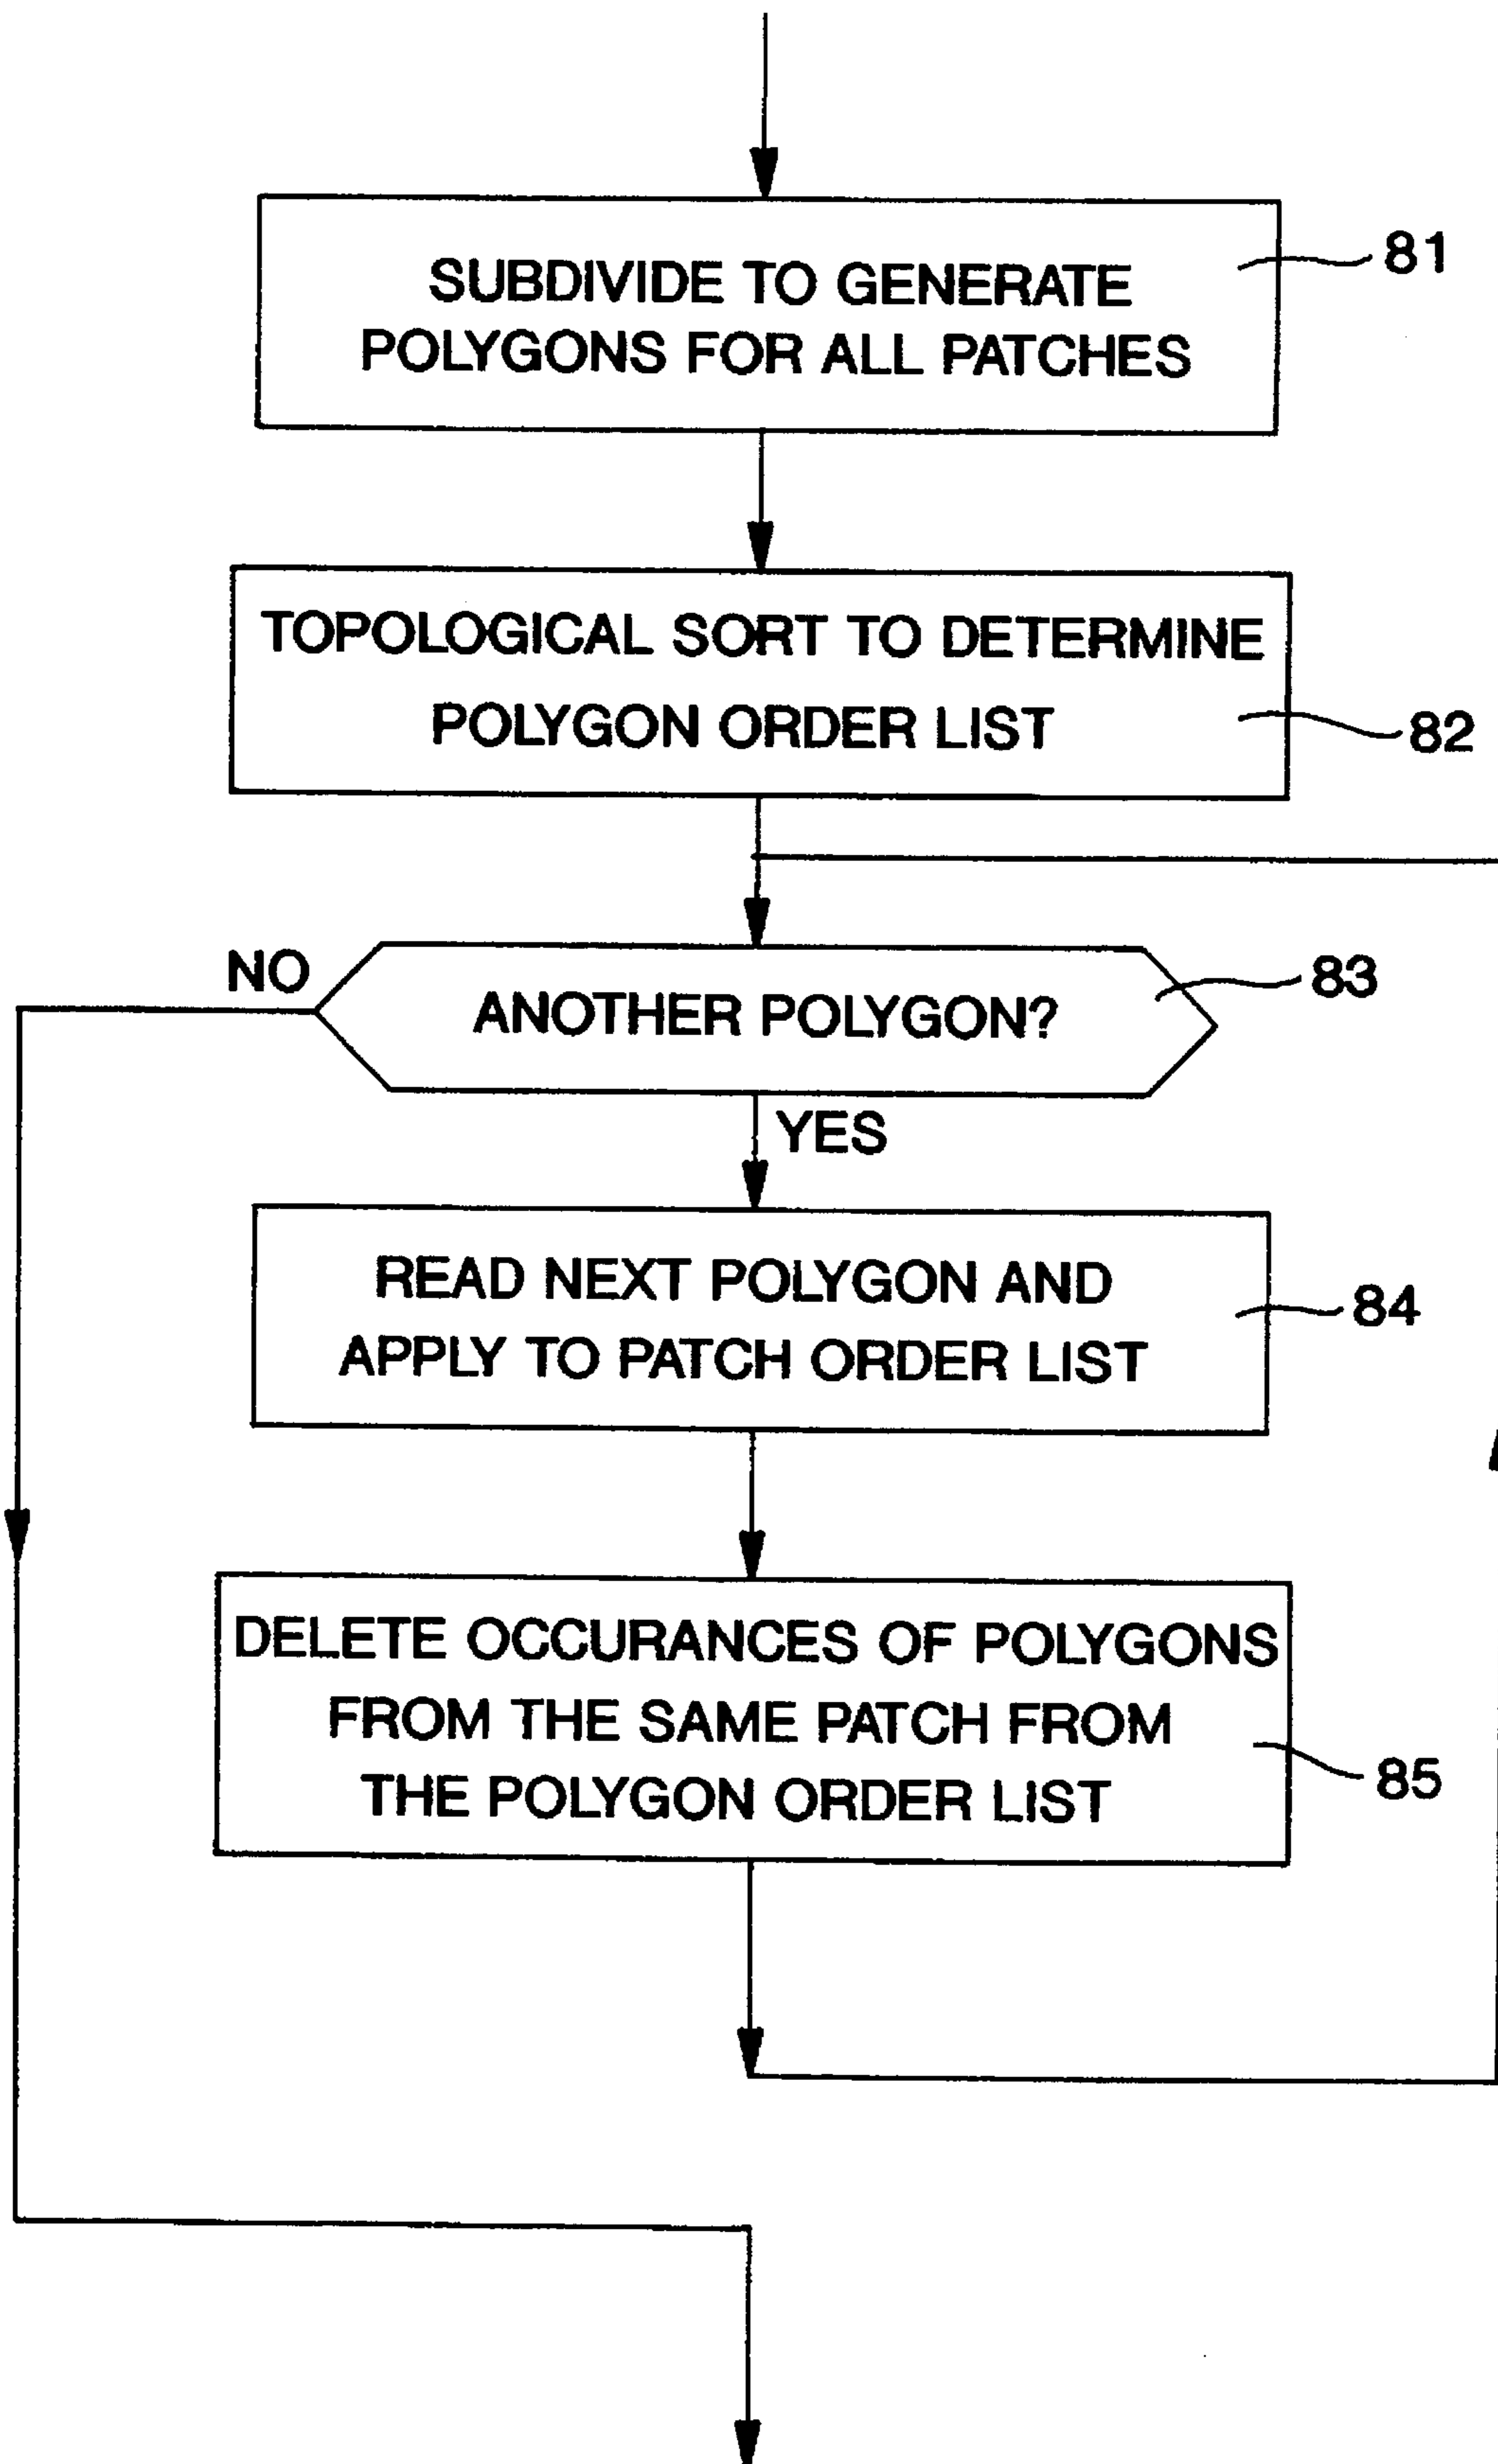 SUBDIVIDE TO GENERATE
POLYGONS FOR ALL PATCHES
81
TOPOLOGICAL SORT TO DETERMINE
POLYGON ORDER LIST
82
NO
ANOTHER POLYGON?
83
YES
READ NEXT POLYGON AND
APPLY TO PATCH ORDER LIST
84
DELETE OCCURANCES OF POLYGONS
FROM THE SAME PATCH FROM
THE POLYGON ORDER LIST
85